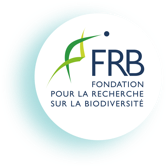 FRB
FONDATION
POUR LA RECHERCHE
SUR LA BIODIVERSITÉ